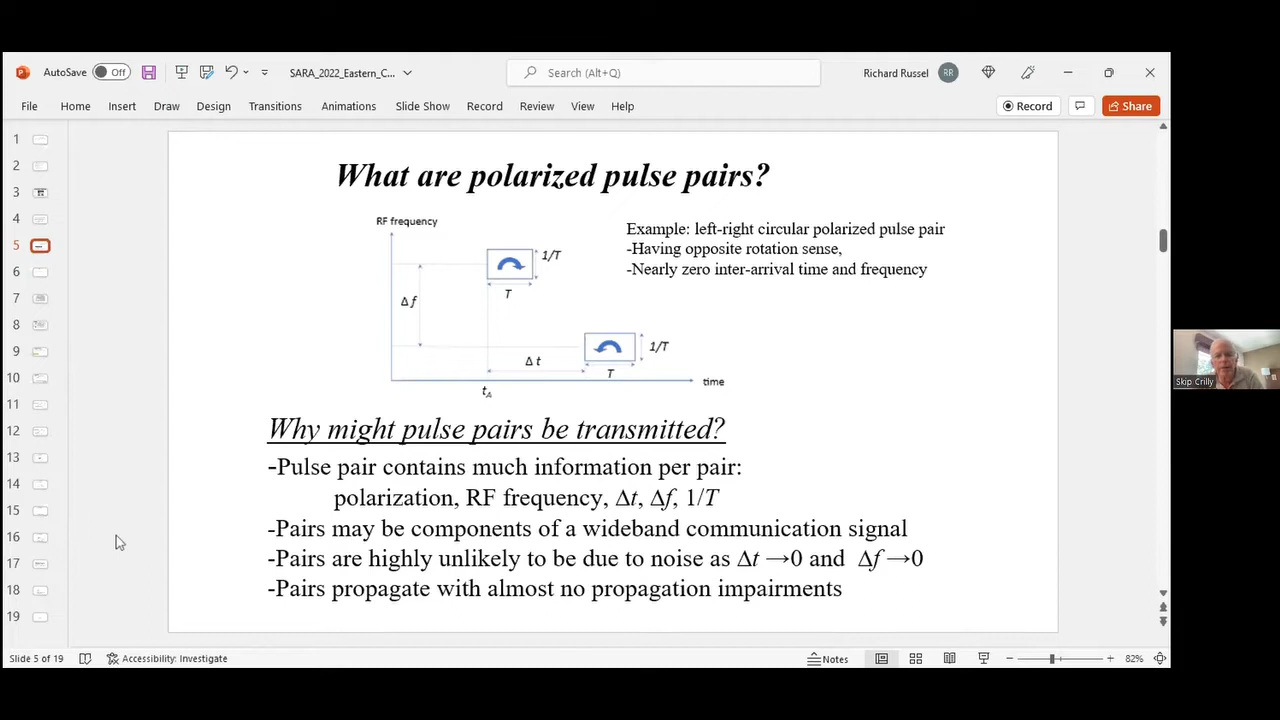 AutoSave Off SARA_2022_Eastern_C... Search (Alt+Q) Richard Russel RR
File Home Insert Draw Design Transitions Animations Slide Show Record Review View Help Record Share
1
2
3
4
5
6
7
8
9
10
11
12
13
14
15
16
17
18
19
What are polarized pulse pairs?
RF frequency
1/T
T
Δf
1/T
Δt
T
time
tA
Example: left-right circular polarized pulse pair
-Having opposite rotation sense,
-Nearly zero inter-arrival time and frequency
Why might pulse pairs be transmitted?
-Pulse pair contains much information per pair:
polarization, RF frequency, Δt, Δf, 1/T
-Pairs may be components of a wideband communication signal
-Pairs are highly unlikely to be due to noise as Δt →0 and Δf →0
-Pairs propagate with almost no propagation impairments
Skip Crilly
Slide 5 of 19 Accessibility: Investigate Notes 82%